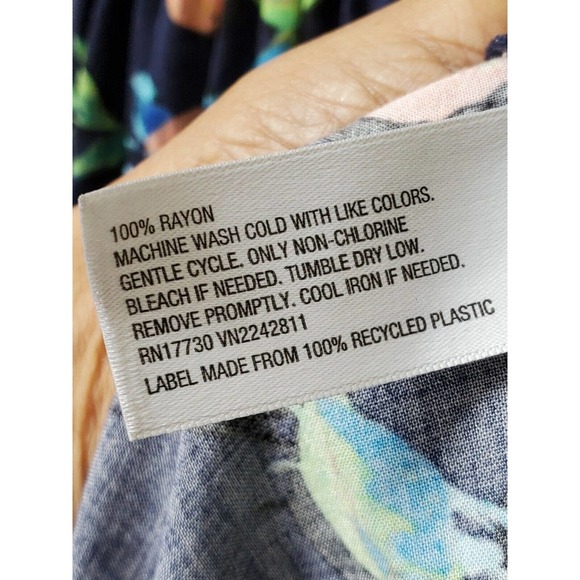 100% RAYON
MACHINE WASH COLD WITH LIKE COLORS.
GENTLE CYCLE. ONLY NON-CHLORINE
BLEACH IF NEEDED. TUMBLE DRY LOW.
REMOVE PROMPTLY. COOL IRON IF NEEDED.
RN17730 VN2242811
LABEL MADE FROM 100% RECYCLED PLASTIC